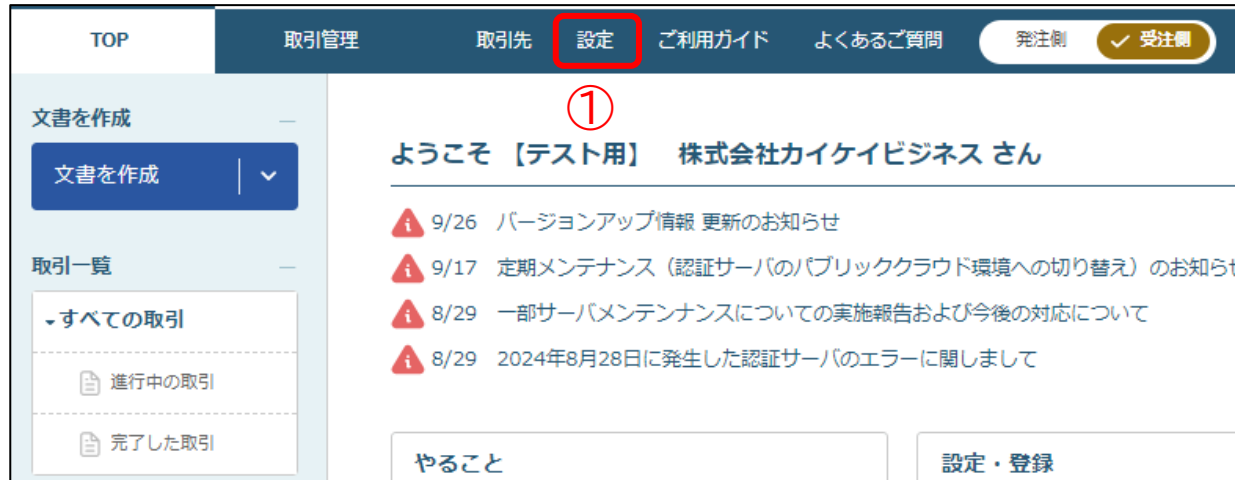 TOP 取引管理 取引先 設定 ご利用ガイド よくあるご質問 発注側 受注側
①
文書を作成
文書を作成
取引一覧
すべての取引
進行中の取引
完了した取引
ようこそ 【テスト用】 株式会社カイケイビジネス さん
9/26 バージョンアップ情報 更新のお知らせ
9/17 定期メンテナンス（認証サーバのパブリッククラウド環境への切り替え）のお知らせ
8/29 一部サーバメンテンナンスについての実施報告および今後の対応について
8/29 2024年8月28日に発生した認証サーバのエラーに関しまして
やること
設定・登録